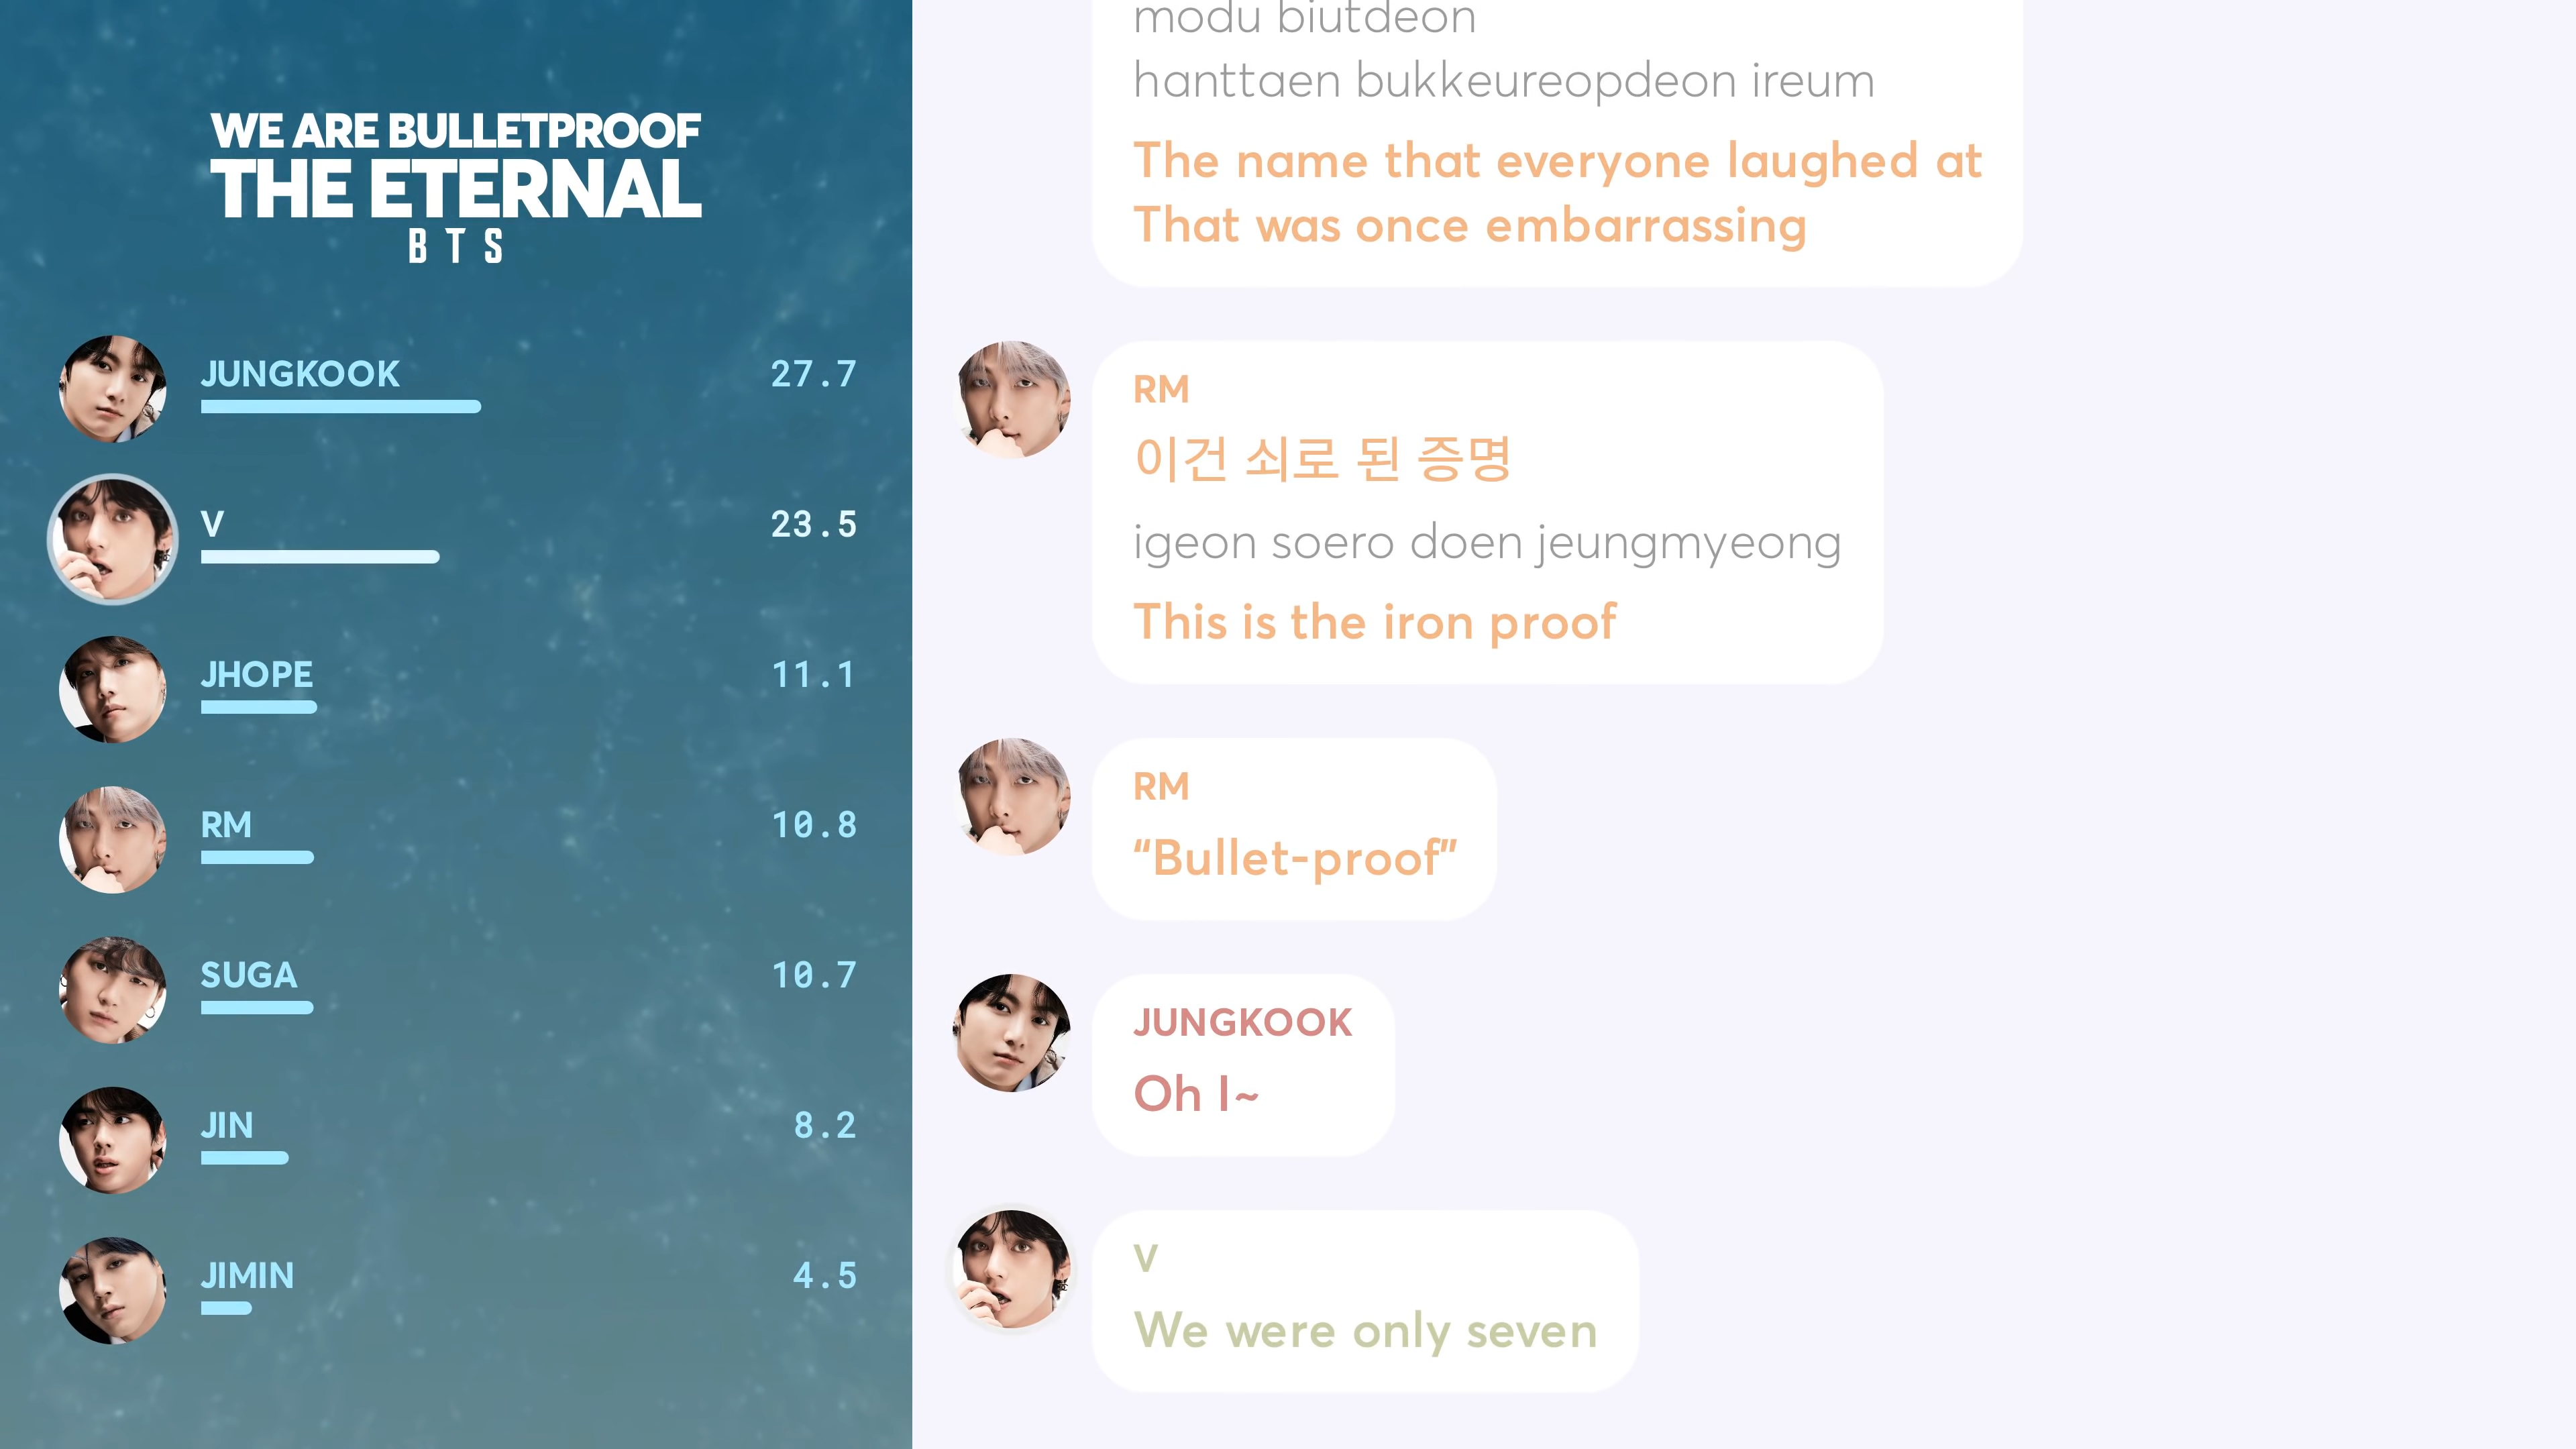 WE ARE BULLETPROOF
THE ETERNAL
BTS
JUNGKOOK 27.7
V 23.5
JHOPE 11.1
RM 10.8
SUGA 10.7
JIN 8.2
JIMIN 4.5
modu biutdeon
hanttaen bukkeureopdeon ireum
The name that everyone laughed at
That was once embarrassing
RM
이건 쇠로 된 증명
igeon soero doen jeungmyeong
This is the iron proof
RM
“Bullet-proof”
JUNGKOOK
Oh I~
V
We were only seven